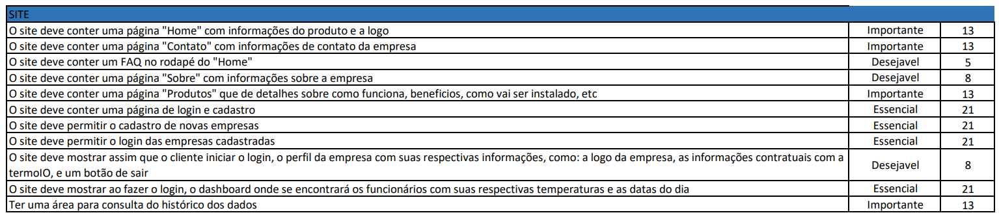 SITE
O site deve conter uma página "Home" com informações do produto e a logo Importante 13
O site deve conter uma página "Contato" com informações de contato da empresa Importante 13
O site deve conter um FAQ no rodapé do "Home" Desejavel 5
O site deve conter uma página "Sobre" com informações sobre a empresa Desejavel 8
O site deve conter uma página "Produtos" que de detalhes sobre como funciona, beneficios, como vai ser instalado, etc Importante 13
O site deve conter uma página de login e cadastro Essencial 21
O site deve permitir o cadastro de novas empresas Essencial 21
O site deve permitir o login das empresas cadastradas Essencial 21
O site deve mostrar assim que o cliente iniciar o login, o perfil da empresa com suas respectivas informações, como: a logo da empresa, as informações contratuais com a
termoIO, e um botão de sair Desejavel 8
O site deve mostrar ao fazer o login, o dashboard onde se encontrará os funcionários com suas respectivas temperaturas e as datas do dia Essencial 21
Ter uma área para consulta do histórico dos dados Importante 13